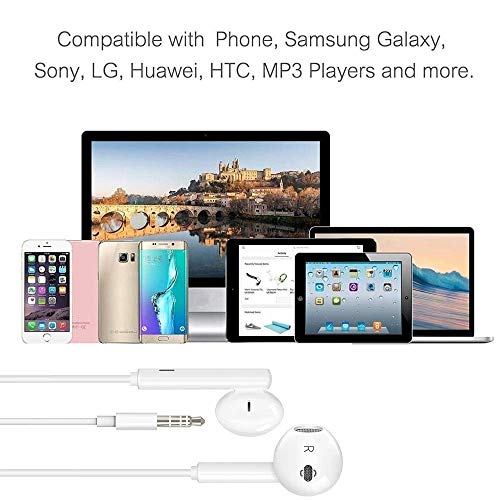 Compatible with Phone, Samsung Galaxy,
Sony, LG, Huawei, HTC, MP3 Players and more.
R